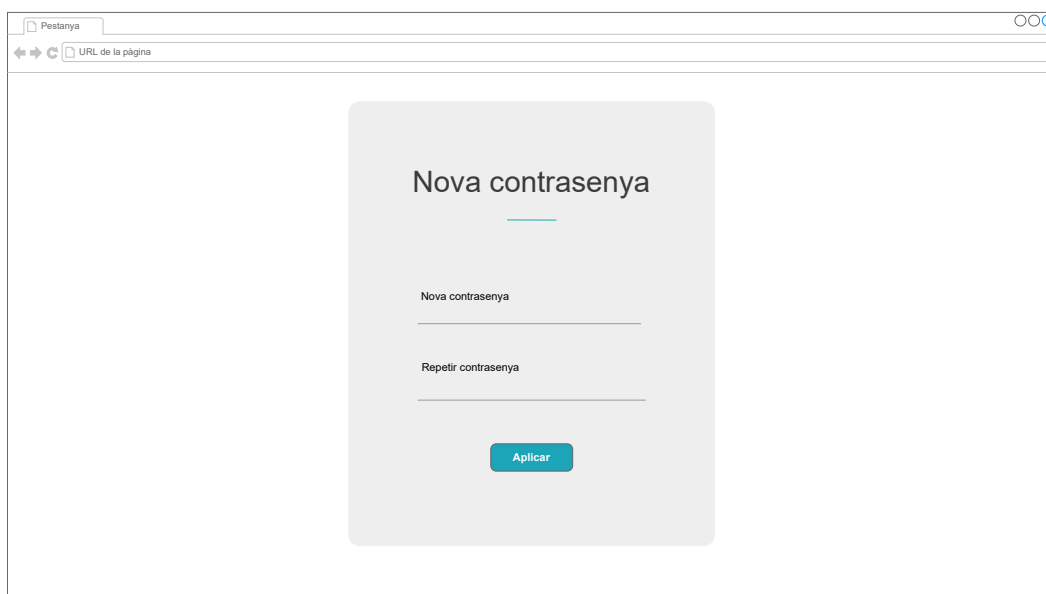 Pestanya
URL de la pàgina
Nova contrasenya
Nova contrasenya
Repetir contrasenya
Aplicar